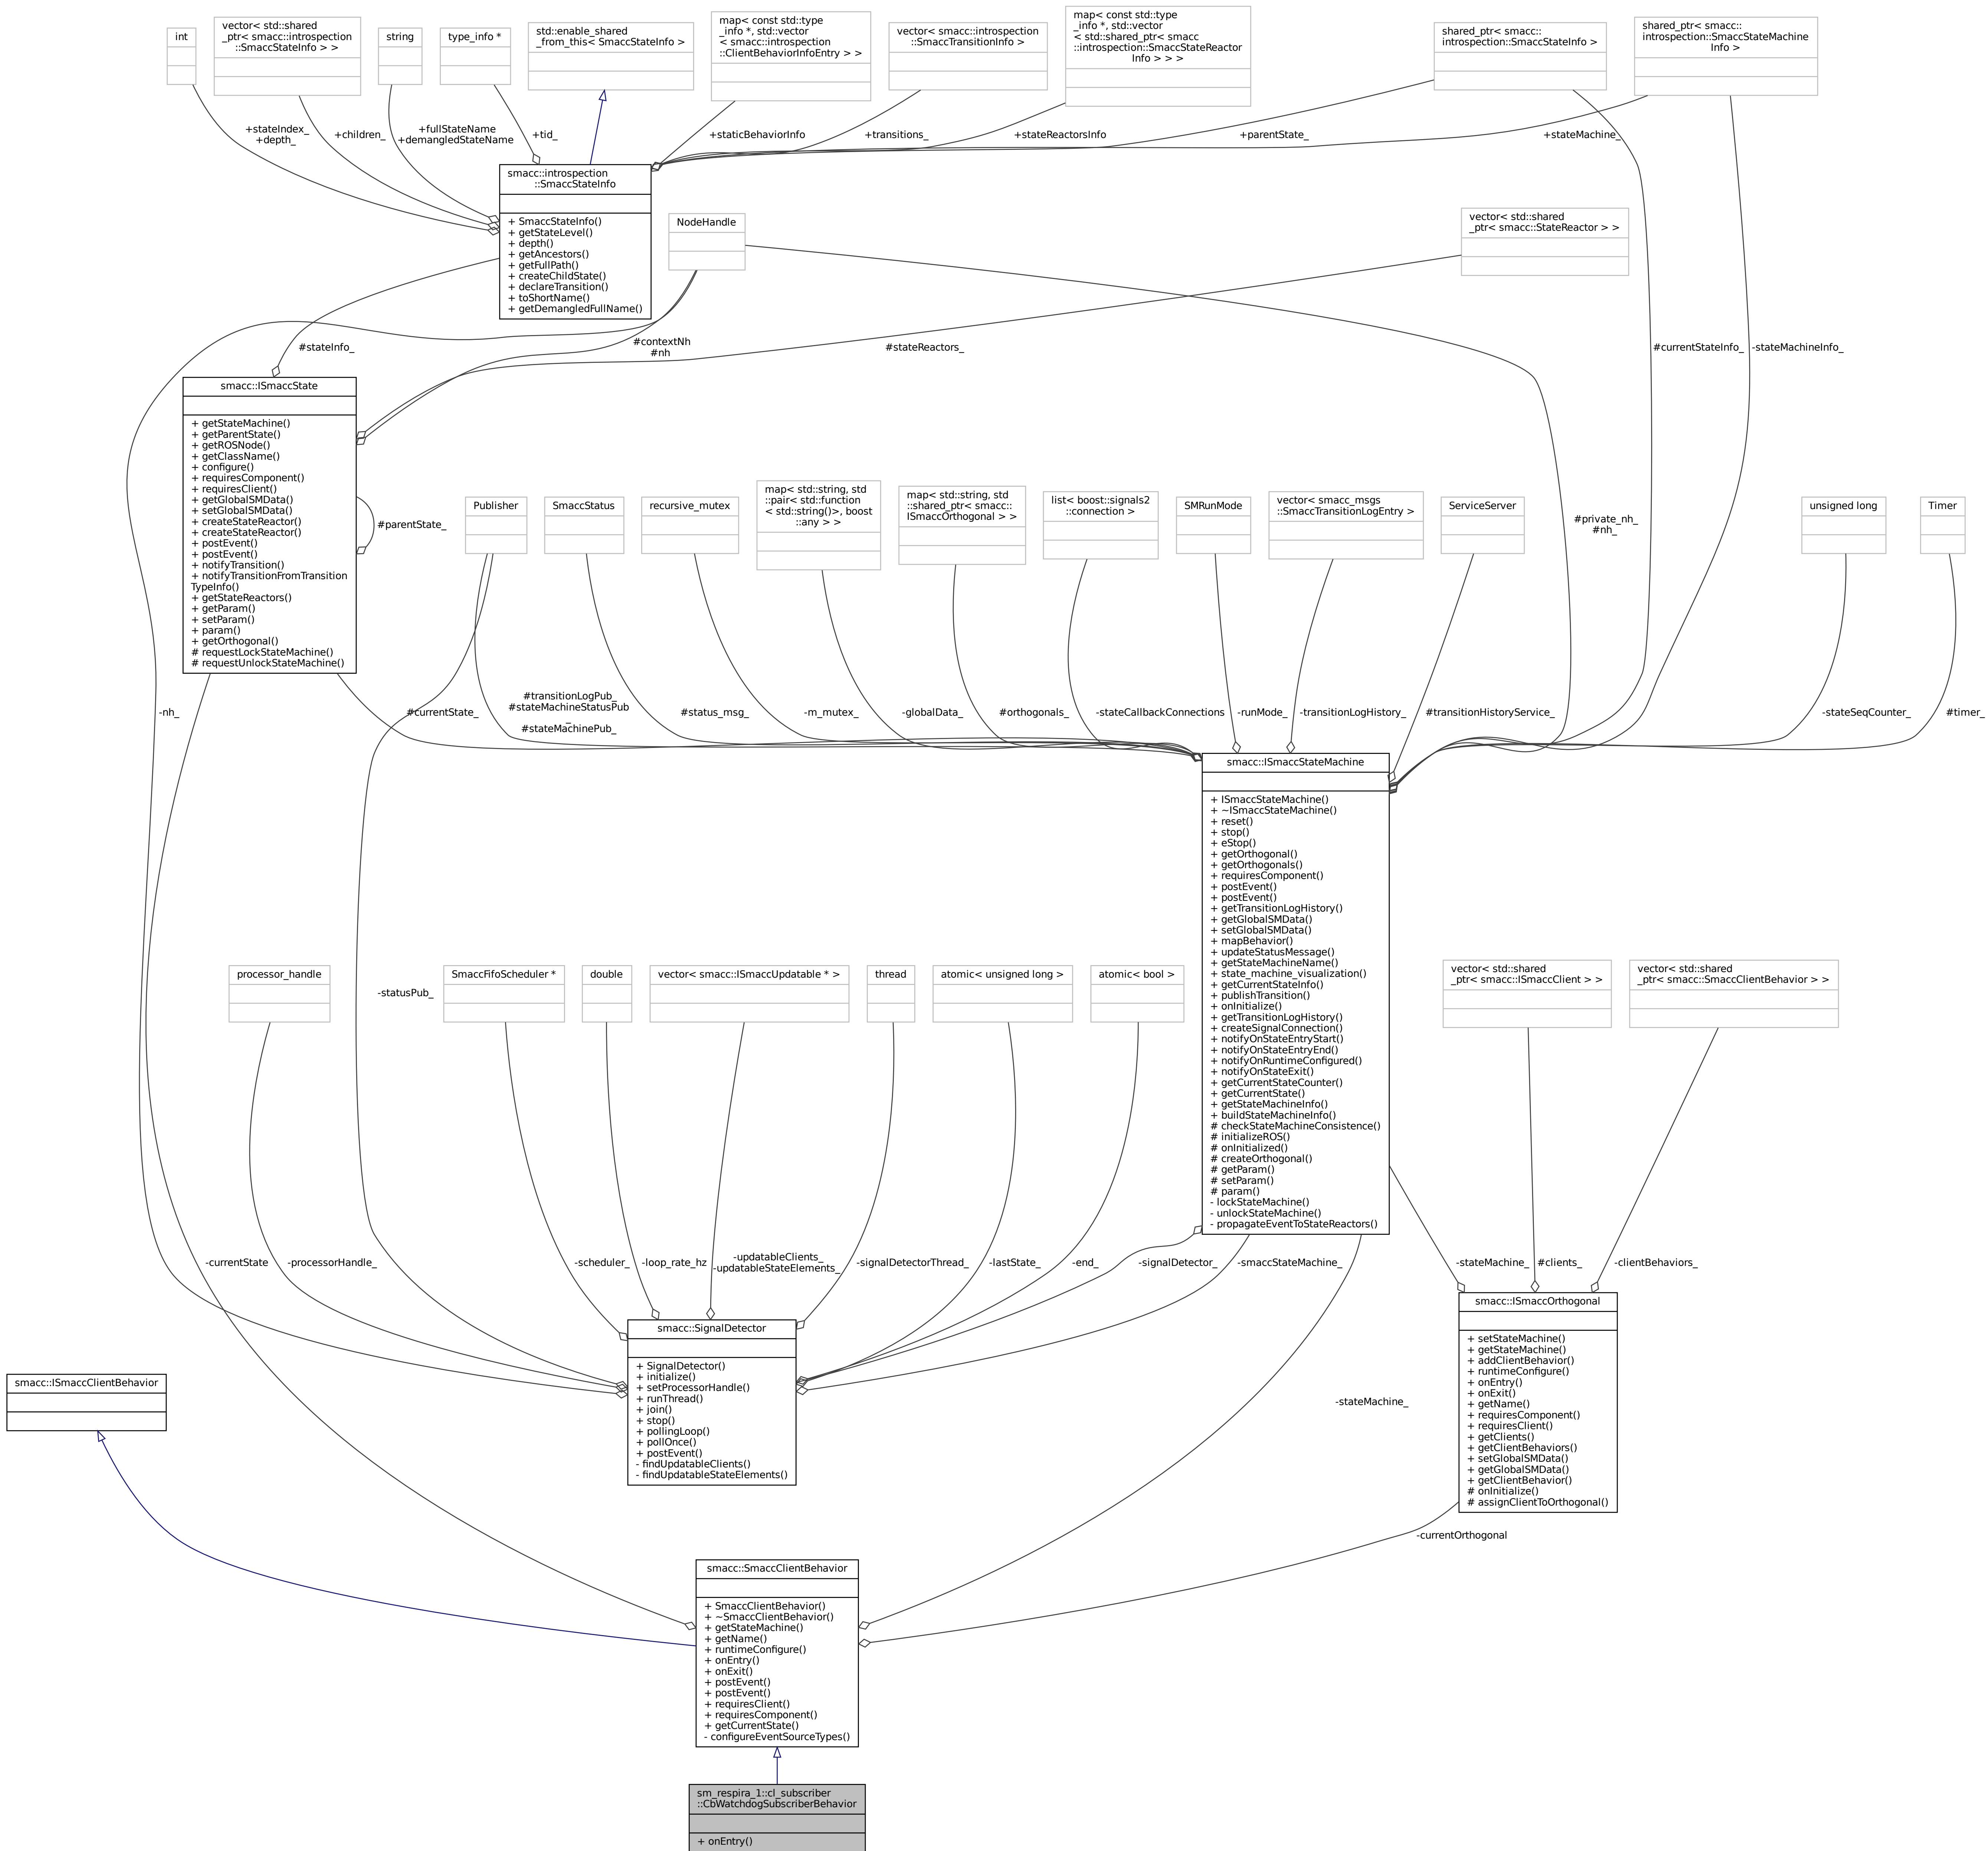 int
vector< std::shared
_ptr< smacc::introspection
::SmaccStateInfo > >
string
type_info *
std::enable_shared
_from_this< SmaccStateInfo >
map< const std::type
_info *, std::vector
< smacc::introspection
::ClientBehaviorInfoEntry > >
vector< smacc::introspection
::SmaccTransitionInfo >
map< const std::type
_info *, std::vector
< std::shared_ptr< smacc
::introspection::SmaccStateReactor
Info > > >
shared_ptr< smacc::
introspection::SmaccStateInfo >
shared_ptr< smacc::
introspection::SmaccStateMachine
Info >
+stateIndex_
+depth_
+children_
+fullStateName
+demangledStateName
+tid_
+staticBehaviorInfo
+transitions_
+stateReactorsInfo
+parentState_
+stateMachine_
smacc::introspection
::SmaccStateInfo
+ SmaccStateInfo()
+ getStateLevel()
+ depth()
+ getAncestors()
+ getFullPath()
+ createChildState()
+ declareTransition()
+ toShortName()
+ getDemangledFullName()
NodeHandle
vector< std::shared
_ptr< smacc::StateReactor > >
#stateInfo_
#contextNh
#nh
#stateReactors_
#currentStateInfo_
-stateMachineInfo_
smacc::ISmaccState
+ getStateMachine()
+ getParentState()
+ getROSNode()
+ getClassName()
+ configure()
+ requiresComponent()
+ requiresClient()
+ getGlobalSMData()
+ setGlobalSMData()
+ createStateReactor()
+ createStateReactor()
+ postEvent()
+ postEvent()
+ notifyTransition()
+ notifyTransitionFromTransition
TypeInfo()
+ getStateReactors()
+ getParam()
+ setParam()
+ param()
+ getOrthogonal()
# requestLockStateMachine()
# requestUnlockStateMachine()
#parentState_
Publisher
SmaccStatus
recursive_mutex
map< std::string, std
::pair< std::function
< std::string()>, boost
::any > >
map< std::string, std
::shared_ptr< smacc::
ISmaccOrthogonal > >
list< boost::signals2
::connection >
SMRunMode
vector< smacc_msgs
::SmaccTransitionLogEntry >
ServiceServer
#private_nh_
#nh_
unsigned long
Timer
-nh_
#currentState_
#transitionLogPub_
#stateMachineStatusPub
_
#stateMachinePub_
#status_msg_
-m_mutex_
-globalData_
#orthogonals_
-stateCallbackConnections
-runMode_
-transitionLogHistory_
#transitionHistoryService_
-stateSeqCounter_
#timer_
smacc::ISmaccStateMachine
+ ISmaccStateMachine()
+ ~ISmaccStateMachine()
+ reset()
+ stop()
+ eStop()
+ getOrthogonal()
+ getOrthogonals()
+ requiresComponent()
+ postEvent()
+ postEvent()
+ getTransitionLogHistory()
+ getGlobalSMData()
+ setGlobalSMData()
+ mapBehavior()
+ updateStatusMessage()
+ getStateMachineName()
+ state_machine_visualization()
+ getCurrentStateInfo()
+ publishTransition()
+ onInitialize()
+ getTransitionLogHistory()
+ createSignalConnection()
+ notifyOnStateEntryStart()
+ notifyOnStateEntryEnd()
+ notifyOnRuntimeConfigured()
+ notifyOnStateExit()
+ getCurrentStateCounter()
+ getCurrentState()
+ getStateMachineInfo()
+ buildStateMachineInfo()
# checkStateMachineConsistence()
# initializeROS()
# onInitialized()
# createOrthogonal()
# getParam()
# setParam()
# param()
- lockStateMachine()
- unlockStateMachine()
- propagateEventToStateReactors()
processor_handle
-statusPub_
SmaccFifoScheduler *
double
vector< smacc::ISmaccUpdatable * >
thread
atomic< unsigned long >
atomic< bool >
vector< std::shared
_ptr< smacc::ISmaccClient > >
vector< std::shared
_ptr< smacc::SmaccClientBehavior > >
-currentState
-processorHandle_
-scheduler_
-loop_rate_hz
-updatableClients_
-updatableStateElements_
-signalDetectorThread_
-lastState_
-end_
-signalDetector_
-smaccStateMachine_
-stateMachine_
#clients_
-clientBehaviors_
smacc::SignalDetector
+ SignalDetector()
+ initialize()
+ setProcessorHandle()
+ runThread()
+ join()
+ stop()
+ pollingLoop()
+ pollOnce()
+ postEvent()
- findUpdatableClients()
- findUpdatableStateElements()
smacc::ISmaccOrthogonal
+ setStateMachine()
+ getStateMachine()
+ addClientBehavior()
+ runtimeConfigure()
+ onEntry()
+ onExit()
+ getName()
+ requiresComponent()
+ requiresClient()
+ getClients()
+ getClientBehaviors()
+ setGlobalSMData()
+ getGlobalSMData()
+ getClientBehavior()
# onInitialize()
# assignClientToOrthogonal()
smacc::ISmaccClientBehavior
-stateMachine_
-currentOrthogonal
smacc::SmaccClientBehavior
+ SmaccClientBehavior()
+ ~SmaccClientBehavior()
+ getStateMachine()
+ getName()
+ runtimeConfigure()
+ onEntry()
+ onExit()
+ postEvent()
+ postEvent()
+ requiresClient()
+ requiresComponent()
+ getCurrentState()
- configureEventSourceTypes()
sm_respira_1::cl_subscriber
::CbWatchdogSubscriberBehavior
+ onEntry()